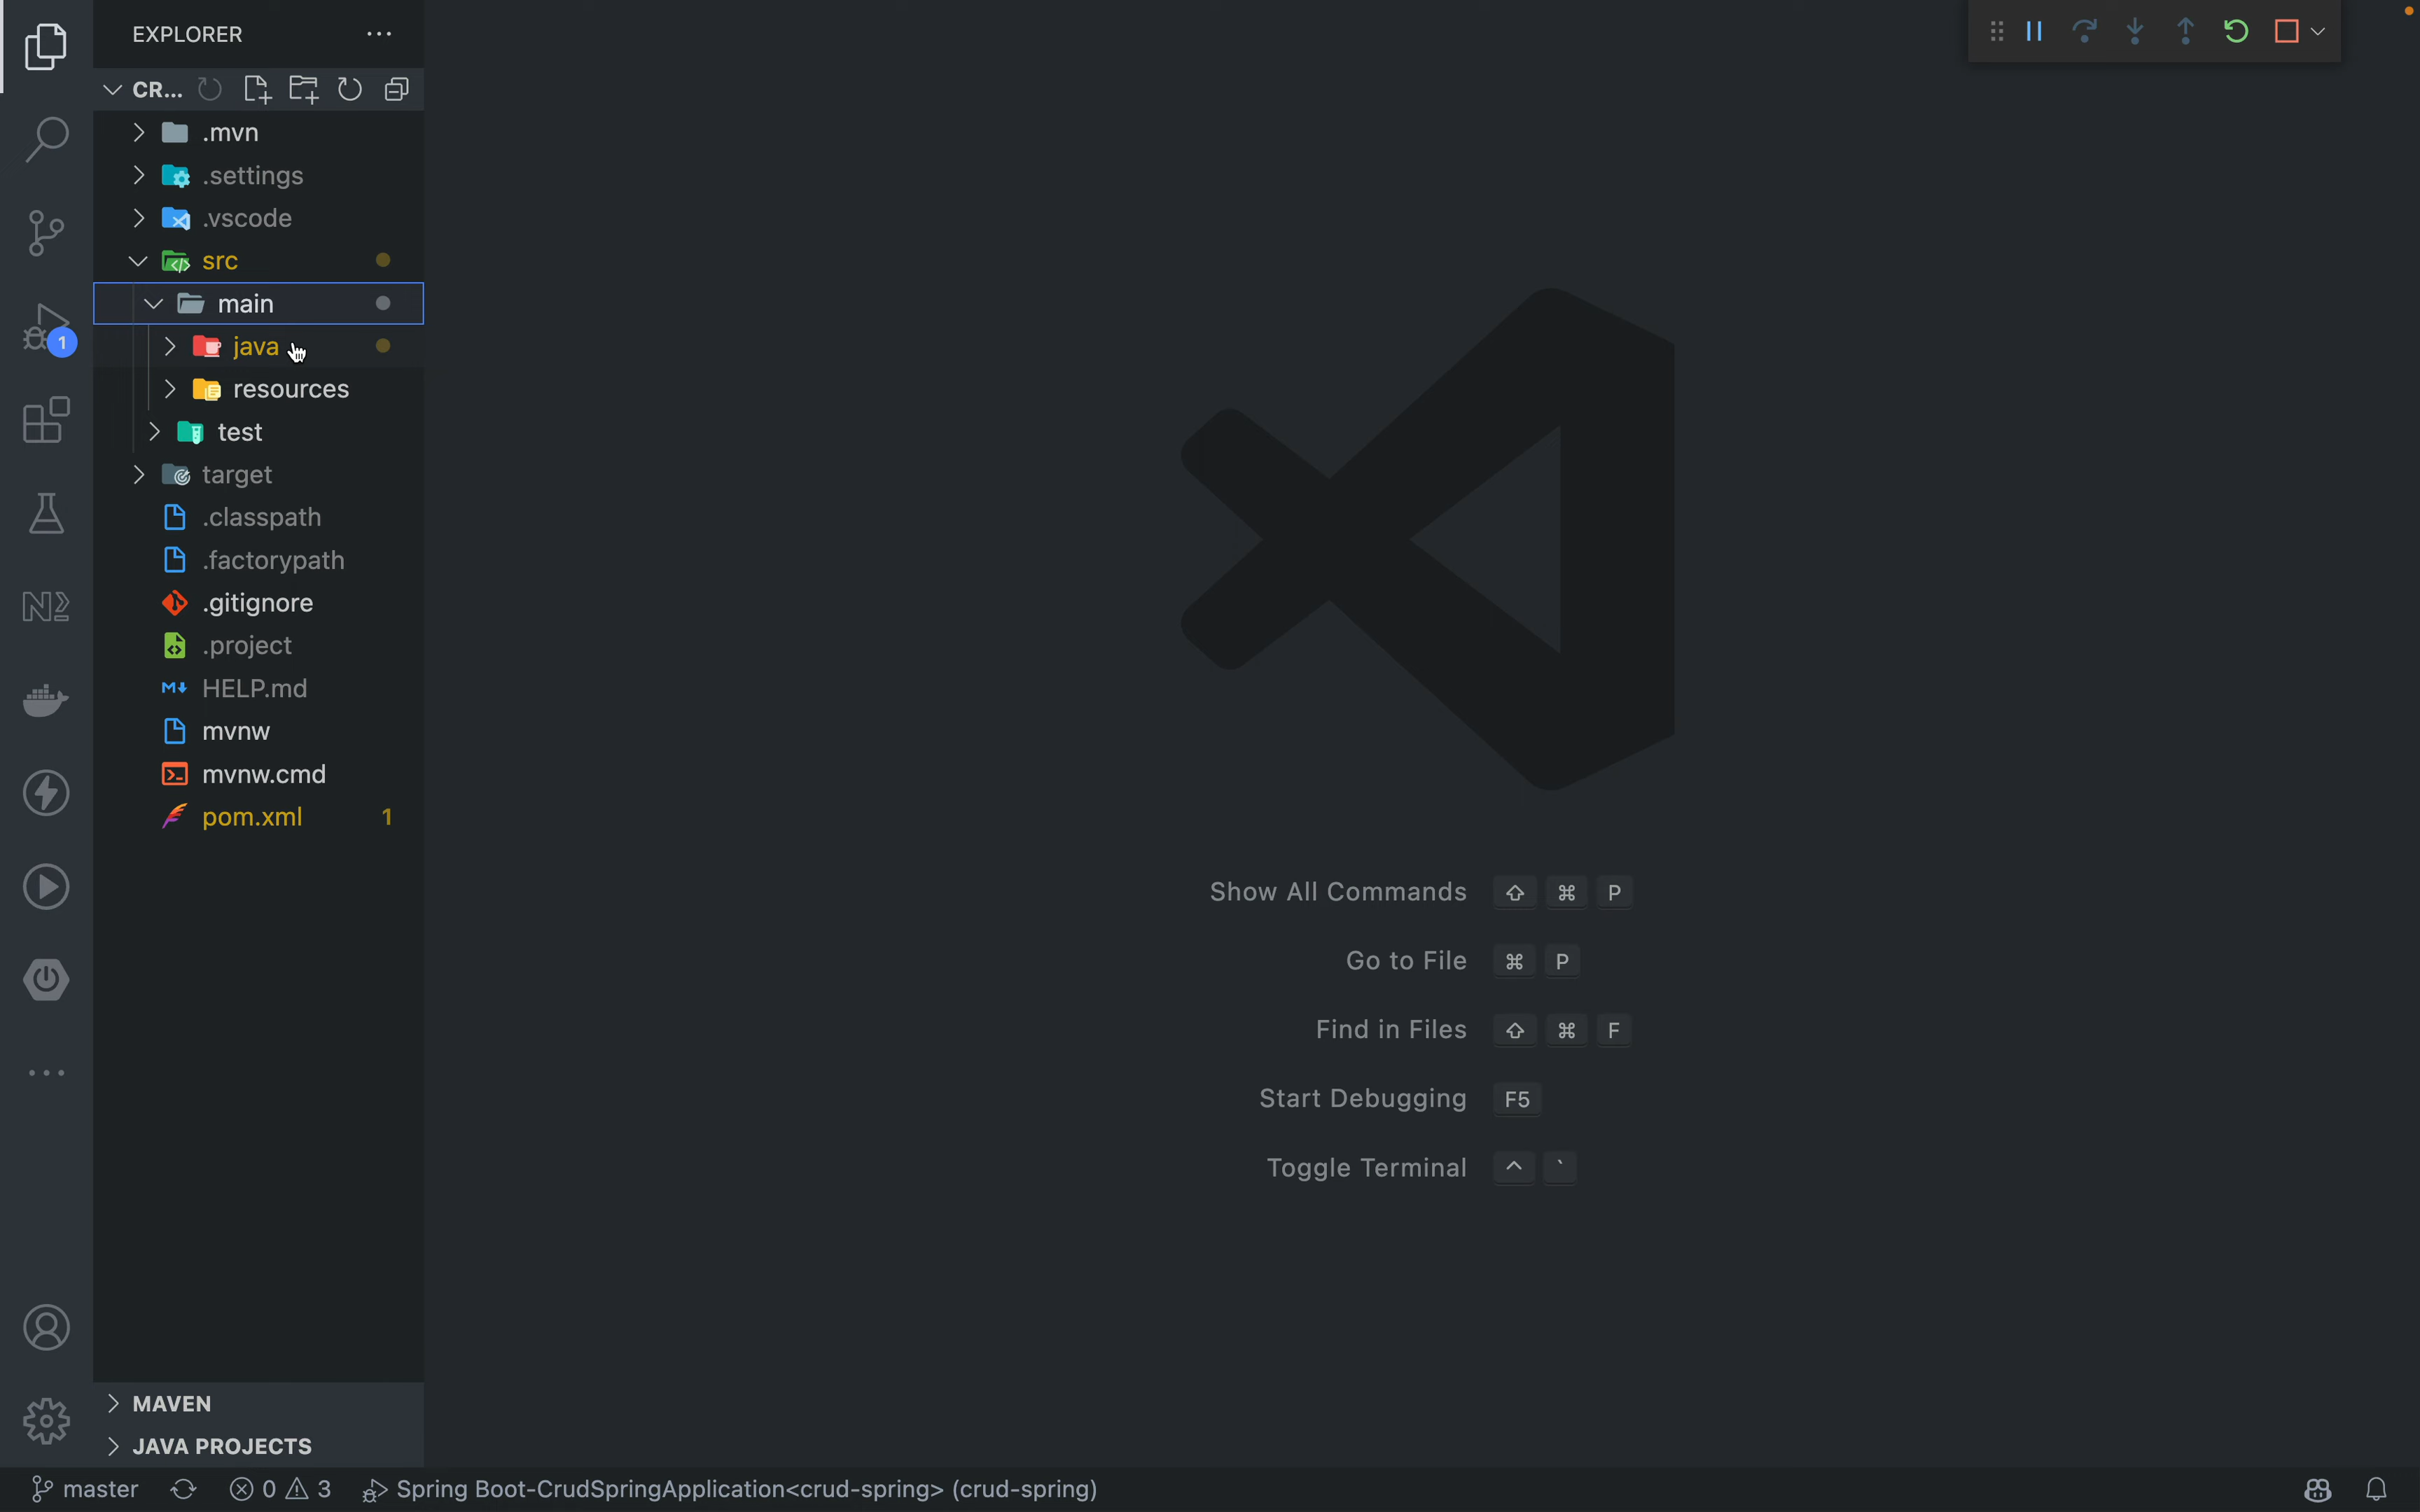 EXPLORER
CR...
.mvn
.settings
.vscode
src
main
java
resources
test
target
.classpath
.factorypath
.gitignore
.project
HELP.md
mvnw
mvnw.cmd
pom.xml 1
1
MAVEN
JAVA PROJECTS
Show All Commands ⇧ ⌘ P
Go to File ⌘ P
Find in Files ⇧ ⌘ F
Start Debugging F5
Toggle Terminal ^ `
master 0 3 Spring Boot-CrudSpringApplication<crud-spring> (crud-spring)